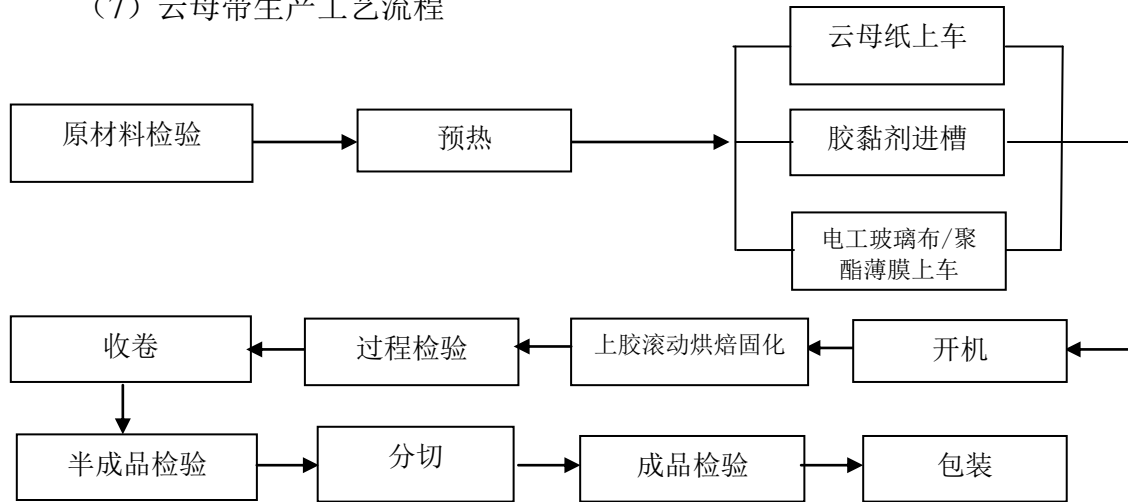 （7）云母带生产工艺流程
云母纸上车
原材料检验
预热
胶黏剂进槽
电工玻璃布/聚
酯薄膜上车
收卷
过程检验
上胶滚动烘焙固化
开机
半成品检验
分切
成品检验
包装